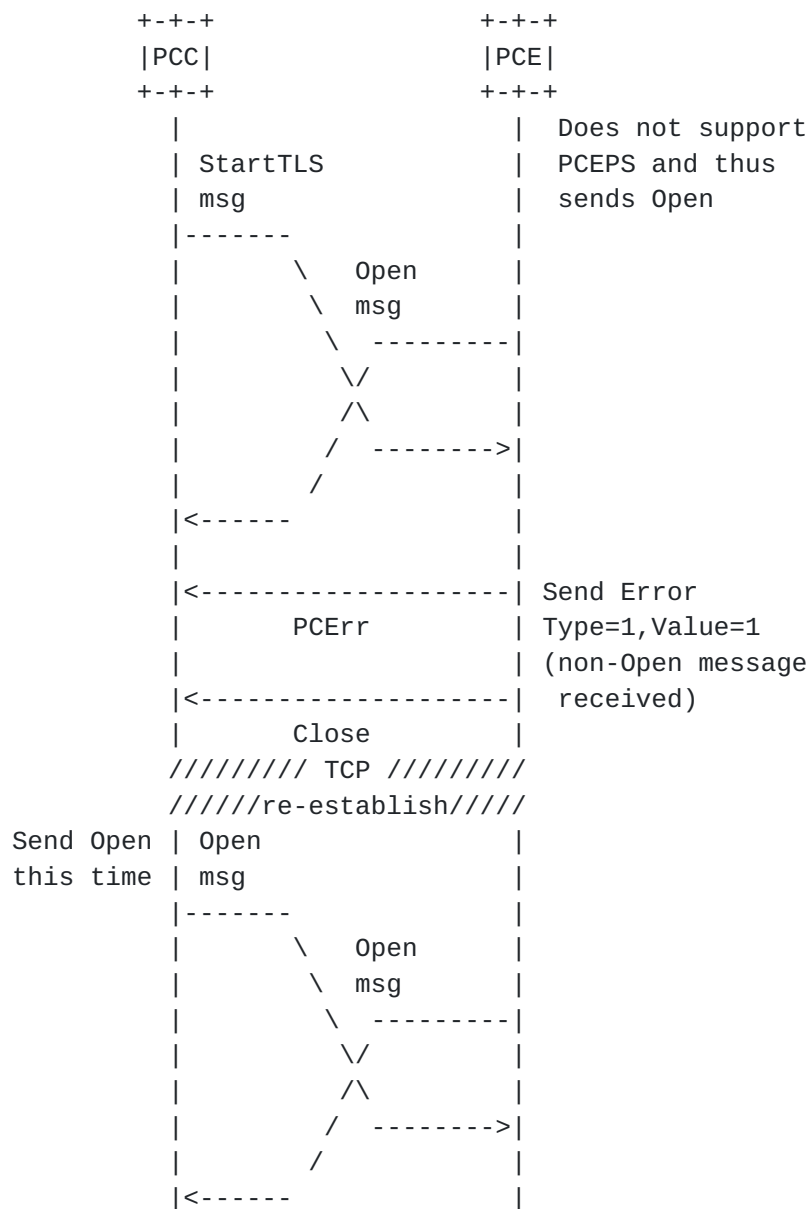 +-+-+                 +-+-+
|PCC|                 |PCE|
+-+-+                 +-+-+
  |                     |  Does not support
  | StartTLS            |  PCEPS and thus
  | msg                 |  sends Open
  |-------              |
  |       \   Open      |
  |        \  msg       |
  |         \  ---------|
  |          \/         |
  |          /\         |
  |         /  -------->|
  |        /            |
  |<------              |
  |                     |
  |<--------------------| Send Error
  |       PCErr         | Type=1,Value=1
  |                     | (non-Open message
  |<--------------------|  received)
  |       Close         |
///////// TCP /////////
//////re-establish/////
Send Open | Open                |
this time | msg                 |
  |-------              |
  |       \   Open      |
  |        \  msg       |
  |         \  ---------|
  |          \/         |
  |          /\         |
  |         /  -------->|
  |        /            |
  |<------              |